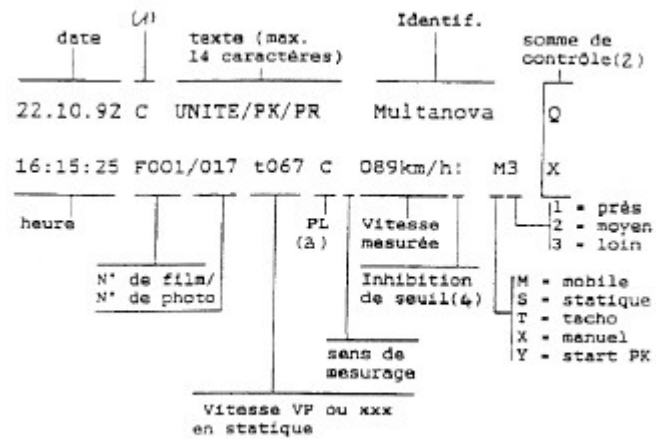 (1) Identif.
date texte (max. 14 caractères) somme de contrôle(2)
22.10.92 C UNITE/PK/PR Multanova Q
16:15:25 F001/017 t067 C 089km/h: M3 X
heure PL (3) Vitesse mesurée
1 = près
2 = moyen
3 = loin
N° de film/
N° de photo
Inhibition de seuil(4)
M = mobile
S = statique
T = tacho
X = manuel
Y = start PK
sens de mesurage
Vitesse VP ou xxx
en statique